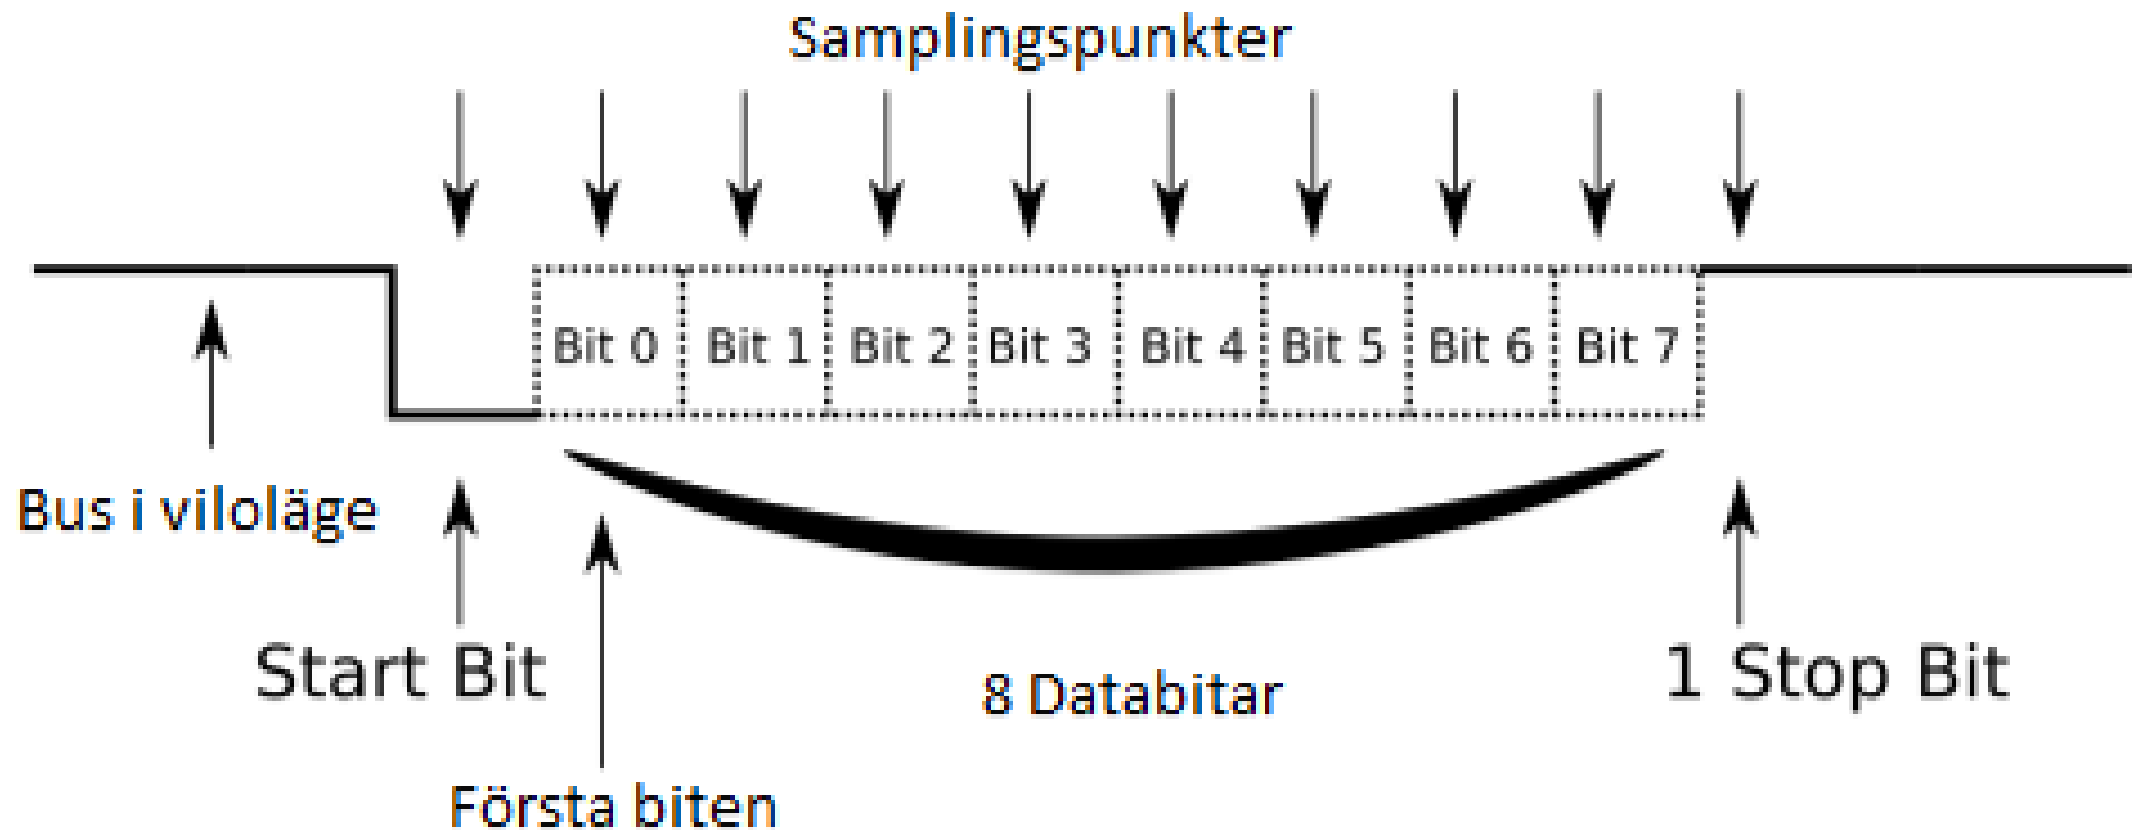 Samplingspunkter
Bit 0 Bit 1 Bit 2 Bit 3 Bit 4 Bit 5 Bit 6 Bit 7
Bus i viloläge
Start Bit
8 Databitar
1 Stop Bit
Första biten